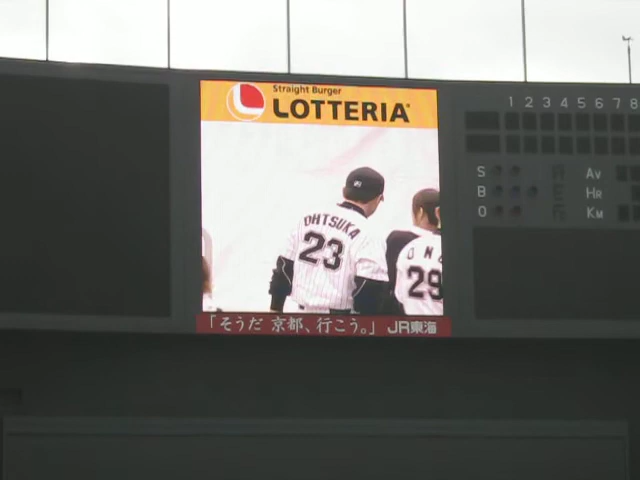 Straight Burger
LOTTERIA
1 2 3 4 5 6 7 8
S
B
O
Av
HR
KM
OHTSUKA
23
ON
29
「そうだ 京都、行こう。」 JR東海